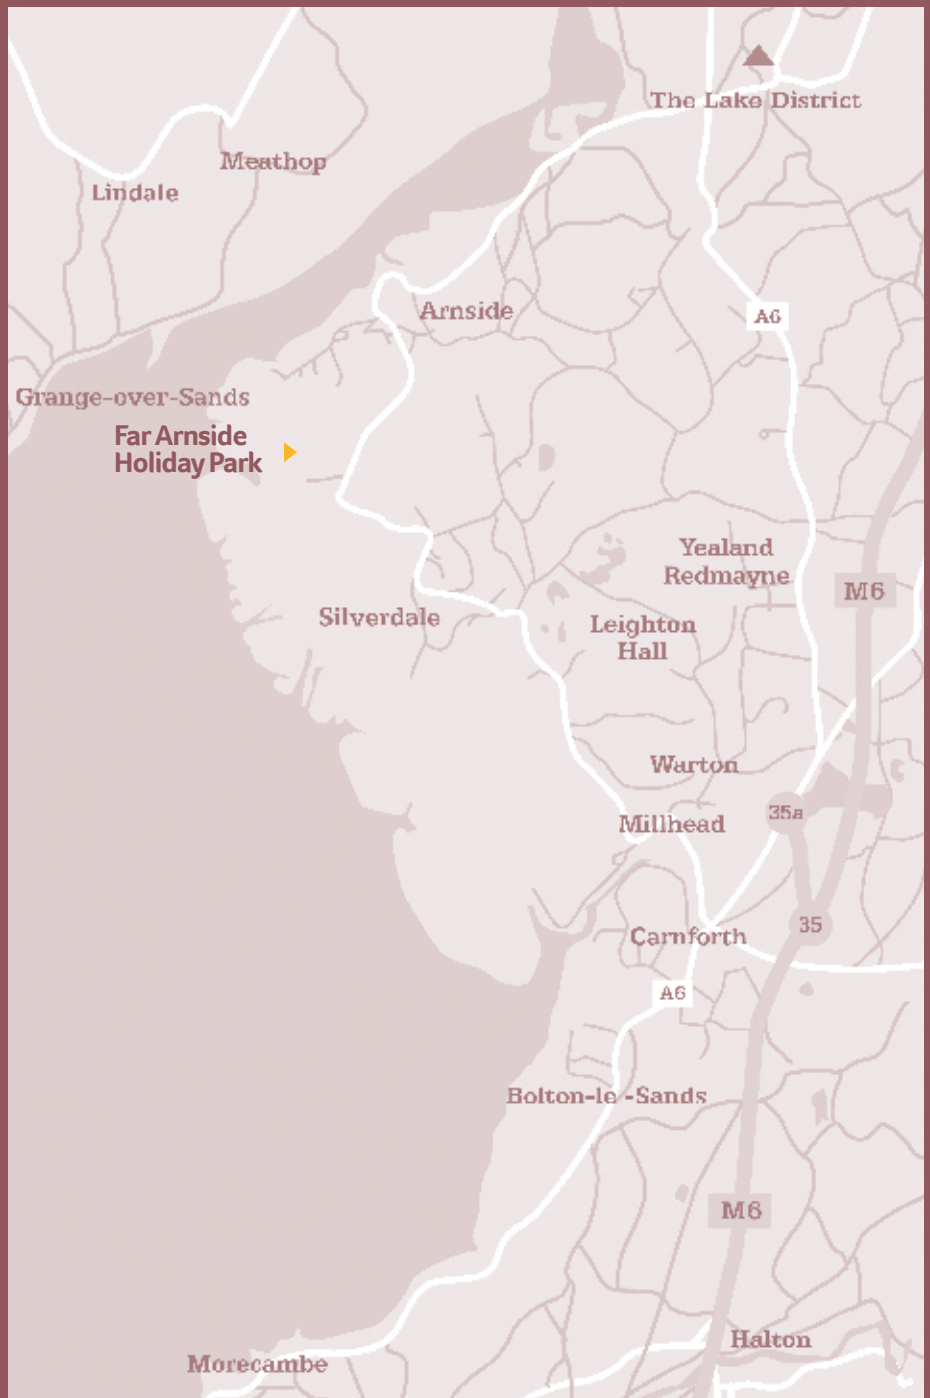 The Lake District
Meathop
Lindale
Arnside
A6
Grange-over-Sands
Far Arnside
Holiday Park
Yealand
Redmayne
M6
Silverdale
Leighton
Hall
Warton
35a
Millhead
35
Carnforth
A6
Bolton-le -Sands
M6
Halton
Morecambe